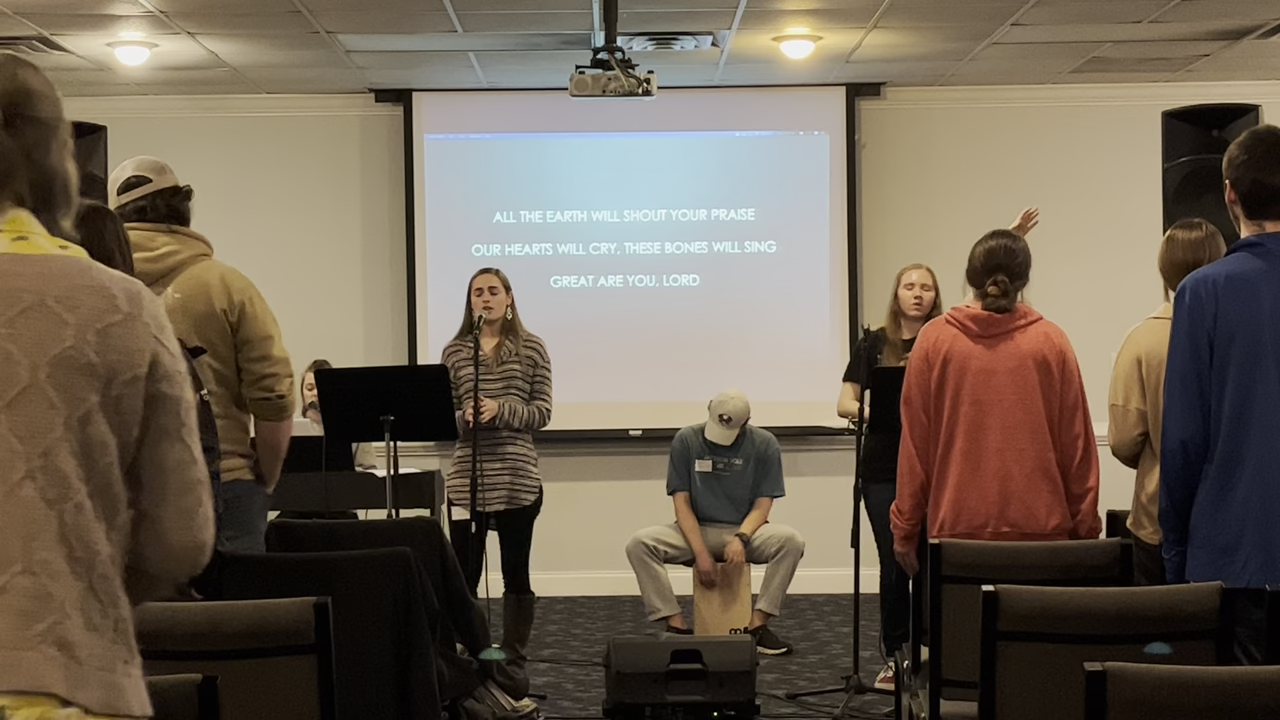 ALL THE EARTH WILL SHOUT YOUR PRAISE
OUR HEARTS WILL CRY, THESE BONES WILL SING
GREAT ARE YOU, LORD